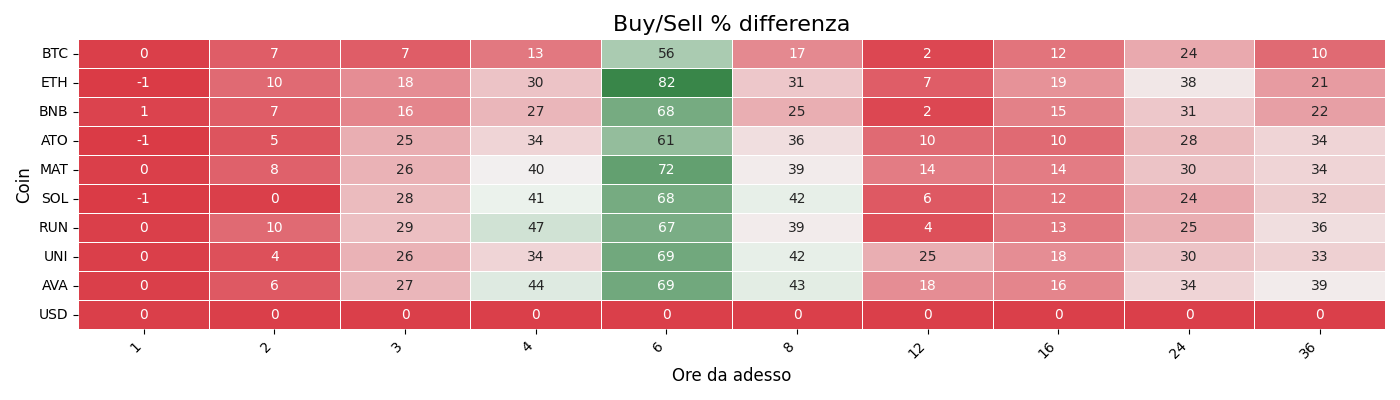 Buy/Sell % differenza
Coin
BTC 0 7 7 13 56 17 2 12 24 10
ETH -1 10 18 30 82 31 7 19 38 21
BNB 1 7 16 27 68 25 2 15 31 22
ATO -1 5 25 34 61 36 10 10 28 34
MAT 0 8 26 40 72 39 14 14 30 34
SOL -1 0 28 41 68 42 6 12 24 32
RUN 0 10 29 47 67 39 4 13 25 36
UNI 0 4 26 34 69 42 25 18 30 33
AVA 0 6 27 44 69 43 18 16 34 39
USD 0 0 0 0 0 0 0 0 0 0
1 2 3 4 6 8 12 16 24 36
Ore da adesso